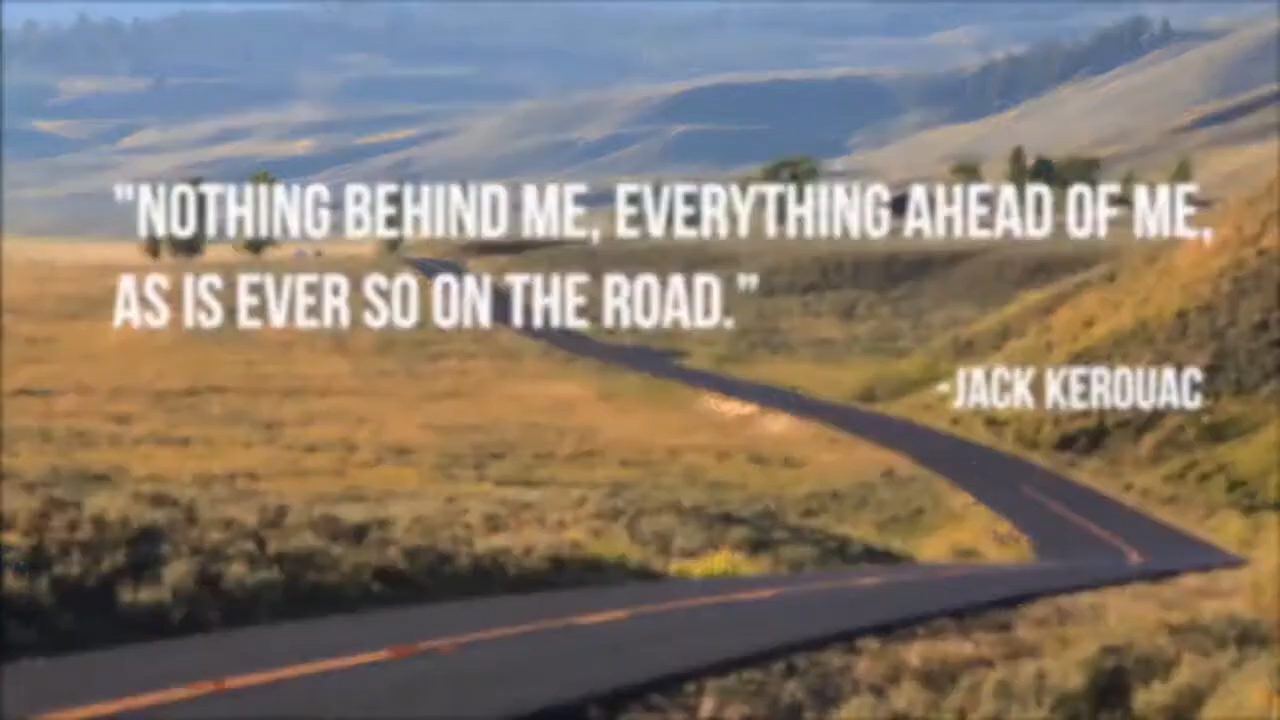 "NOTHING BEHIND ME, EVERYTHING AHEAD OF ME,
AS IS EVER SO ON THE ROAD."
-JACK KEROUAC